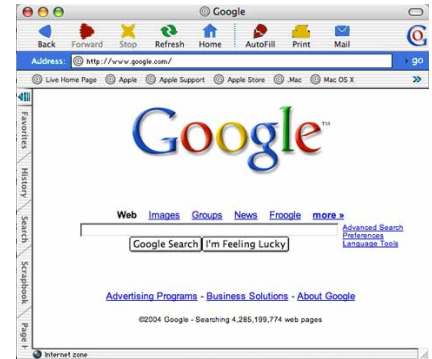 Google
Back Forward Stop Refresh Home AutoFill Print Mail
Address: http://www.google.com/ go
Live Home Page Apple Apple Support Apple Store .Mac Mac OS X »
Favorites
History
Search
Scrapbook
Page H
Google™
Web Images Groups News Froogle more »
Advanced Search
Preferences
Language Tools
Google Search I'm Feeling Lucky
Advertising Programs - Business Solutions - About Google
©2004 Google - Searching 4,285,199,774 web pages
Internet zone